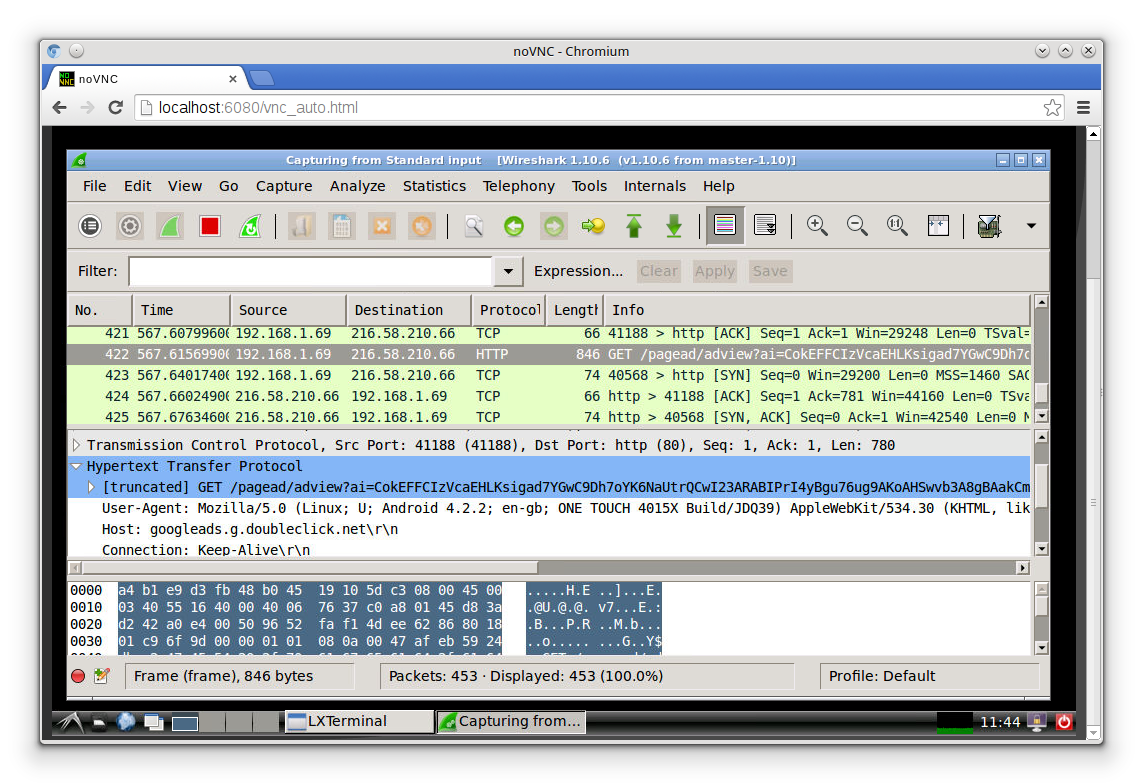 noVNC - Chromium
noVNC
localhost:6080/vnc_auto.html
Capturing from Standard input [Wireshark 1.10.6 (v1.10.6 from master-1.10)]
File Edit View Go Capture Analyze Statistics Telephony Tools Internals Help
Filter: Expression... Clear Apply Save
No. Time Source Destination Protocol Length Info
421 567.60799600 192.168.1.69 216.58.210.66 TCP 66 41188 > http [ACK] Seq=1 Ack=1 Win=29248 Len=0 TSval=
422 567.61569900 192.168.1.69 216.58.210.66 HTTP 846 GET /pagead/adview?ai=CokEFFCIzVcaEHLKsigad7YGwC9Dh7o
423 567.64017400 192.168.1.69 216.58.210.66 TCP 74 40568 > http [SYN] Seq=0 Win=29200 Len=0 MSS=1460 SAC
424 567.66024900 216.58.210.66 192.168.1.69 TCP 66 http > 41188 [ACK] Seq=1 Ack=781 Win=44160 Len=0 TSva
425 567.67634600 216.58.210.66 192.168.1.69 TCP 74 http > 40568 [SYN, ACK] Seq=0 Ack=1 Win=42540 Len=0 M
Transmission Control Protocol, Src Port: 41188 (41188), Dst Port: http (80), Seq: 1, Ack: 1, Len: 780
Hypertext Transfer Protocol
[truncated] GET /pagead/adview?ai=CokEFFCIzVcaEHLKsigad7YGwC9Dh7oYK6NaUtrQCwI23ARABIPrI4yBgu76ug9AKoAHSwvb3A8gBAakCm
User-Agent: Mozilla/5.0 (Linux; U; Android 4.2.2; en-gb; ONE TOUCH 4015X Build/JDQ39) AppleWebKit/534.30 (KHTML, lik
Host: googleads.g.doubleclick.net\r\n
Connection: Keep-Alive\r\n
0000 a4 b1 e9 d3 fb 48 b0 45 19 10 5d c3 08 00 45 00 .....H.E ..]...E.
0010 03 40 55 16 40 00 40 06 76 37 c0 a8 01 45 d8 3a .@U.@.@. v7...E.:
0020 d2 42 a0 e4 00 50 96 52 fa f1 4d ee 62 86 80 18 .B...P.R ..M.b...
0030 01 c9 6f 9d 00 00 01 01 08 0a 00 47 af eb 59 24 ..o..... ...G..Y$
Frame (frame), 846 bytes Packets: 453 · Displayed: 453 (100.0%) Profile: Default
LXTerminal Capturing from... 11:44